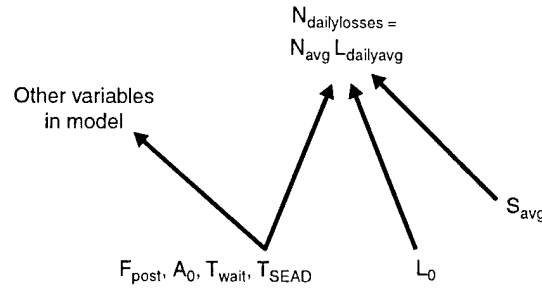 N_dailylosses =
N_avg L_dailyavg
Other variables
in model
S_avg
F_post, A_0, T_wait, T_SEAD
L_0